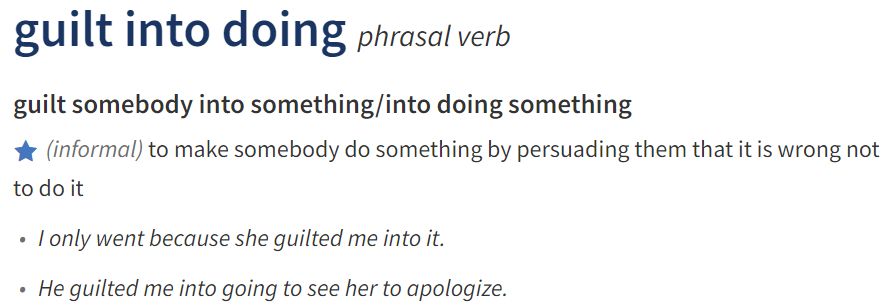 guilt into doing phrasal verb
guilt somebody into something/into doing something
(informal) to make somebody do something by persuading them that it is wrong not
to do it
• I only went because she guilted me into it.
• He guilted me into going to see her to apologize.